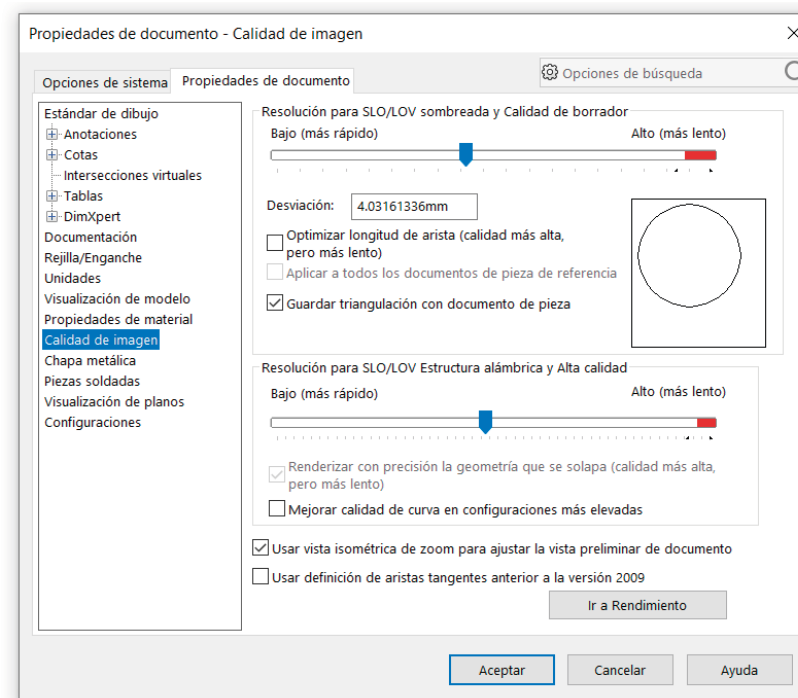 Propiedades de documento - Calidad de imagen
Opciones de sistema
Propiedades de documento
Opciones de búsqueda
Estándar de dibujo
Anotaciones
Cotas
Intersecciones virtuales
Tablas
DimXpert
Documentación
Rejilla/Enganche
Unidades
Visualización de modelo
Propiedades de material
Calidad de imagen
Chapa metálica
Piezas soldadas
Visualización de planos
Configuraciones
Resolución para SLO/LOV sombreada y Calidad de borrador
Bajo (más rápido)
Alto (más lento)
Desviación:
4.03161336mm
Optimizar longitud de arista (calidad más alta,
pero más lento)
Aplicar a todos los documentos de pieza de referencia
Guardar triangulación con documento de pieza
Resolución para SLO/LOV Estructura alámbrica y Alta calidad
Bajo (más rápido)
Alto (más lento)
Renderizar con precisión la geometría que se solapa (calidad más alta,
pero más lento)
Mejorar calidad de curva en configuraciones más elevadas
Usar vista isométrica de zoom para ajustar la vista preliminar de documento
Usar definición de aristas tangentes anterior a la versión 2009
Ir a Rendimiento
Aceptar
Cancelar
Ayuda